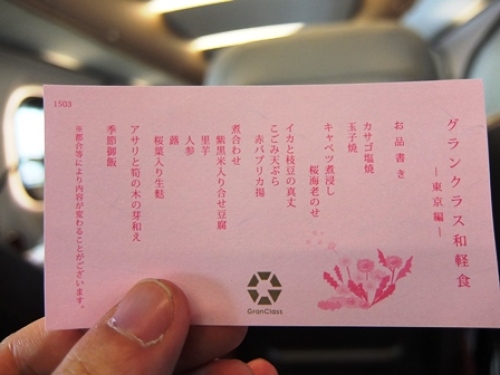 グランクラス和軽食
ー東京編ー
お品書き
カサゴ塩焼
玉子焼
キャベツ煮浸し
桜海老のせ
イカと枝豆の真丈
こごみ天ぷら
赤パプリカ揚
煮合わせ
紫黒米入り合せ豆腐
里芋
人参
蕗
桜葉入り生麩
アサリと筍の木の芽和え
季節御飯
※都合等により内容が変わることがございます。
1503
GranClass